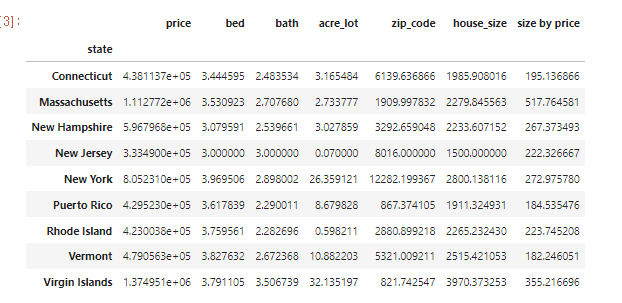 [3]:
price bed bath acre_lot zip_code house_size size by price
state
Connecticut 4.381137e+05 3.444595 2.483534 3.165484 6139.636866 1985.908016 195.136866
Massachusetts 1.112772e+06 3.530923 2.707680 2.733777 1909.997832 2279.845563 517.764581
New Hampshire 5.967968e+05 3.079591 2.539661 3.027859 3292.659048 2233.607152 267.373493
New Jersey 3.334900e+05 3.000000 3.000000 0.070000 8016.000000 1500.000000 222.326667
New York 8.052310e+05 3.969506 2.898002 26.359121 12282.199367 2800.138116 272.975780
Puerto Rico 4.295230e+05 3.617839 2.290011 8.679828 867.374105 1911.324931 184.535476
Rhode Island 4.230038e+05 3.759561 2.282696 0.598211 2880.899218 2265.232430 223.745208
Vermont 4.790563e+05 3.827632 2.672368 10.882203 5321.009211 2515.421053 182.246051
Virgin Islands 1.374951e+06 3.791105 3.506739 32.135197 821.742547 3970.373253 355.216696